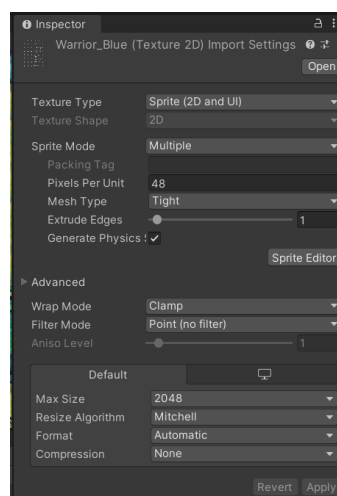 Inspector
Warrior_Blue (Texture 2D) Import Settings
Open
Texture Type Sprite (2D and UI)
Texture Shape 2D
Sprite Mode Multiple
Packing Tag
Pixels Per Unit 48
Mesh Type Tight
Extrude Edges 1
Generate Physics
Sprite Editor
Advanced
Wrap Mode Clamp
Filter Mode Point (no filter)
Aniso Level 1
Default
Max Size 2048
Resize Algorithm Mitchell
Format Automatic
Compression None
Revert Apply